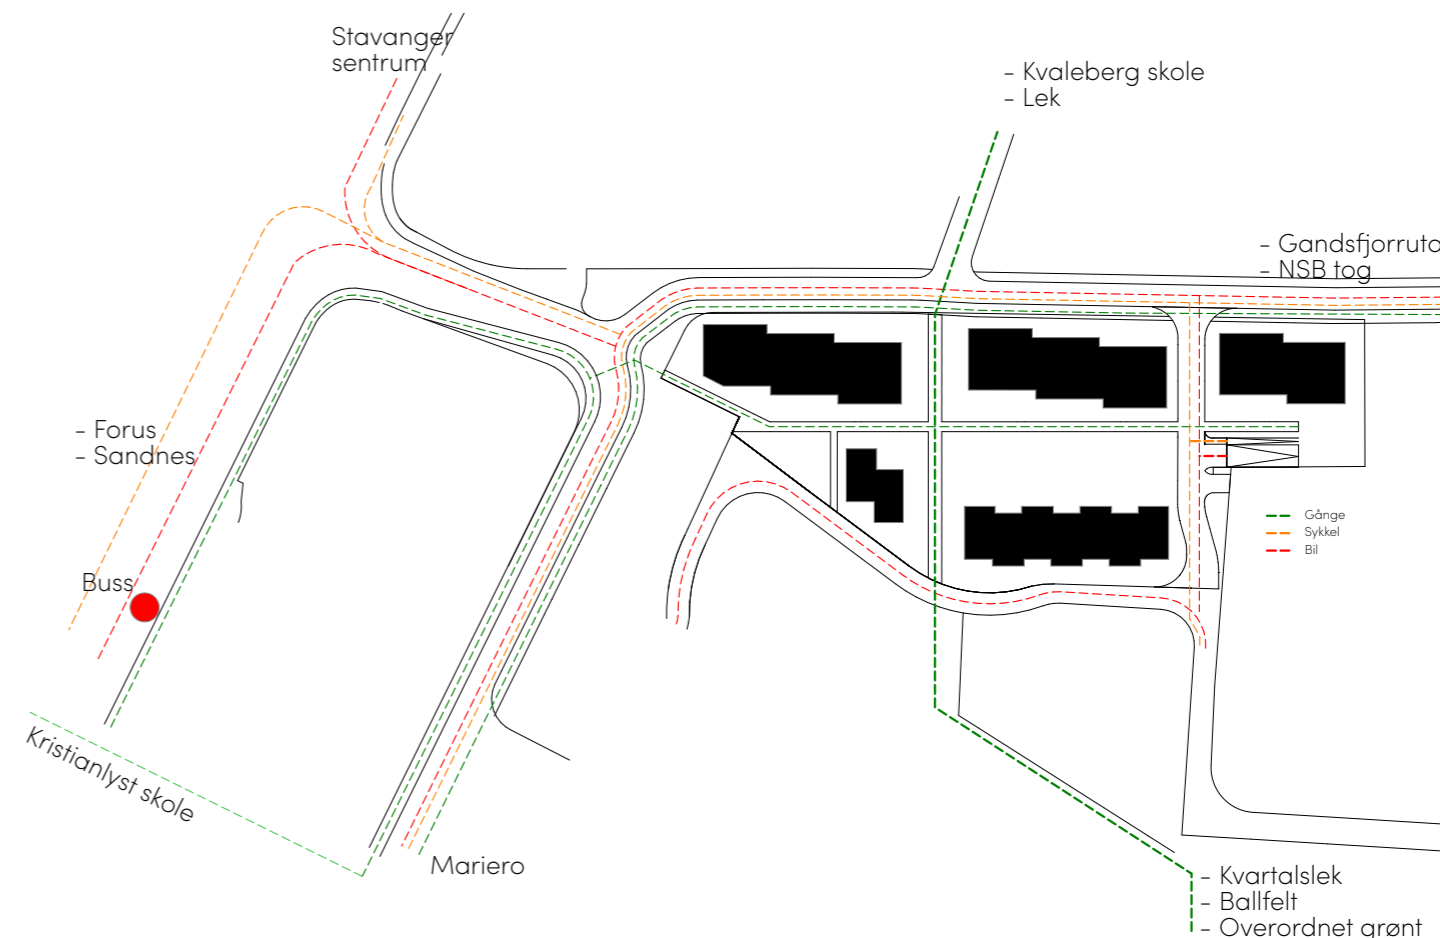 Stavanger
sentrum
- Kvaleberg skole
- Lek
- Gandsfjorruta
- NSB tog
- Forus
- Sandnes
Gånge
Sykkel
Bil
Buss
Kristianlyst skole
Mariero
- Kvartalslek
- Ballfelt
- Overordnet grønt